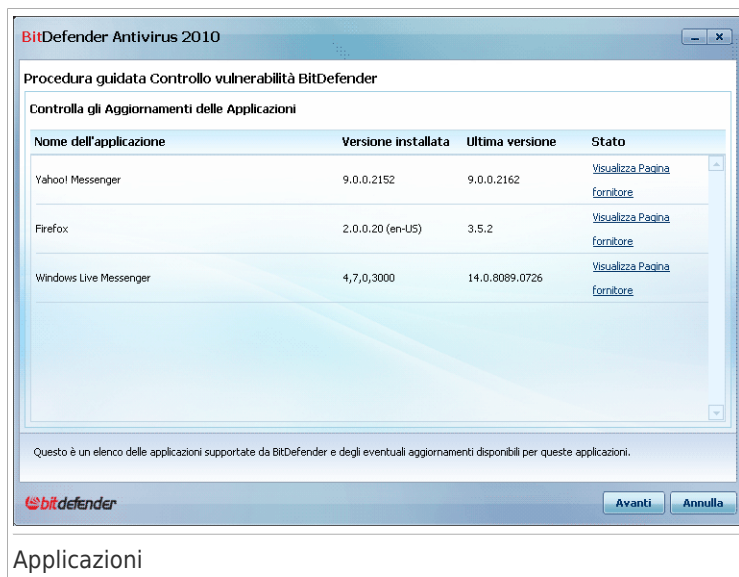 BitDefender Antivirus 2010
Procedura guidata Controllo vulnerabilità BitDefender
Controlla gli Aggiornamenti delle Applicazioni
Nome dell'applicazione Versione installata Ultima versione Stato
Yahoo! Messenger 9.0.0.2152 9.0.0.2162 Visualizza Pagina fornitore
Firefox 2.0.0.20 (en-US) 3.5.2 Visualizza Pagina fornitore
Windows Live Messenger 4,7,0,3000 14.0.8089.0726 Visualizza Pagina fornitore
Questo è un elenco delle applicazioni supportate da BitDefender e degli eventuali aggiornamenti disponibili per queste applicazioni.
bitdefender Avanti Annulla
Applicazioni